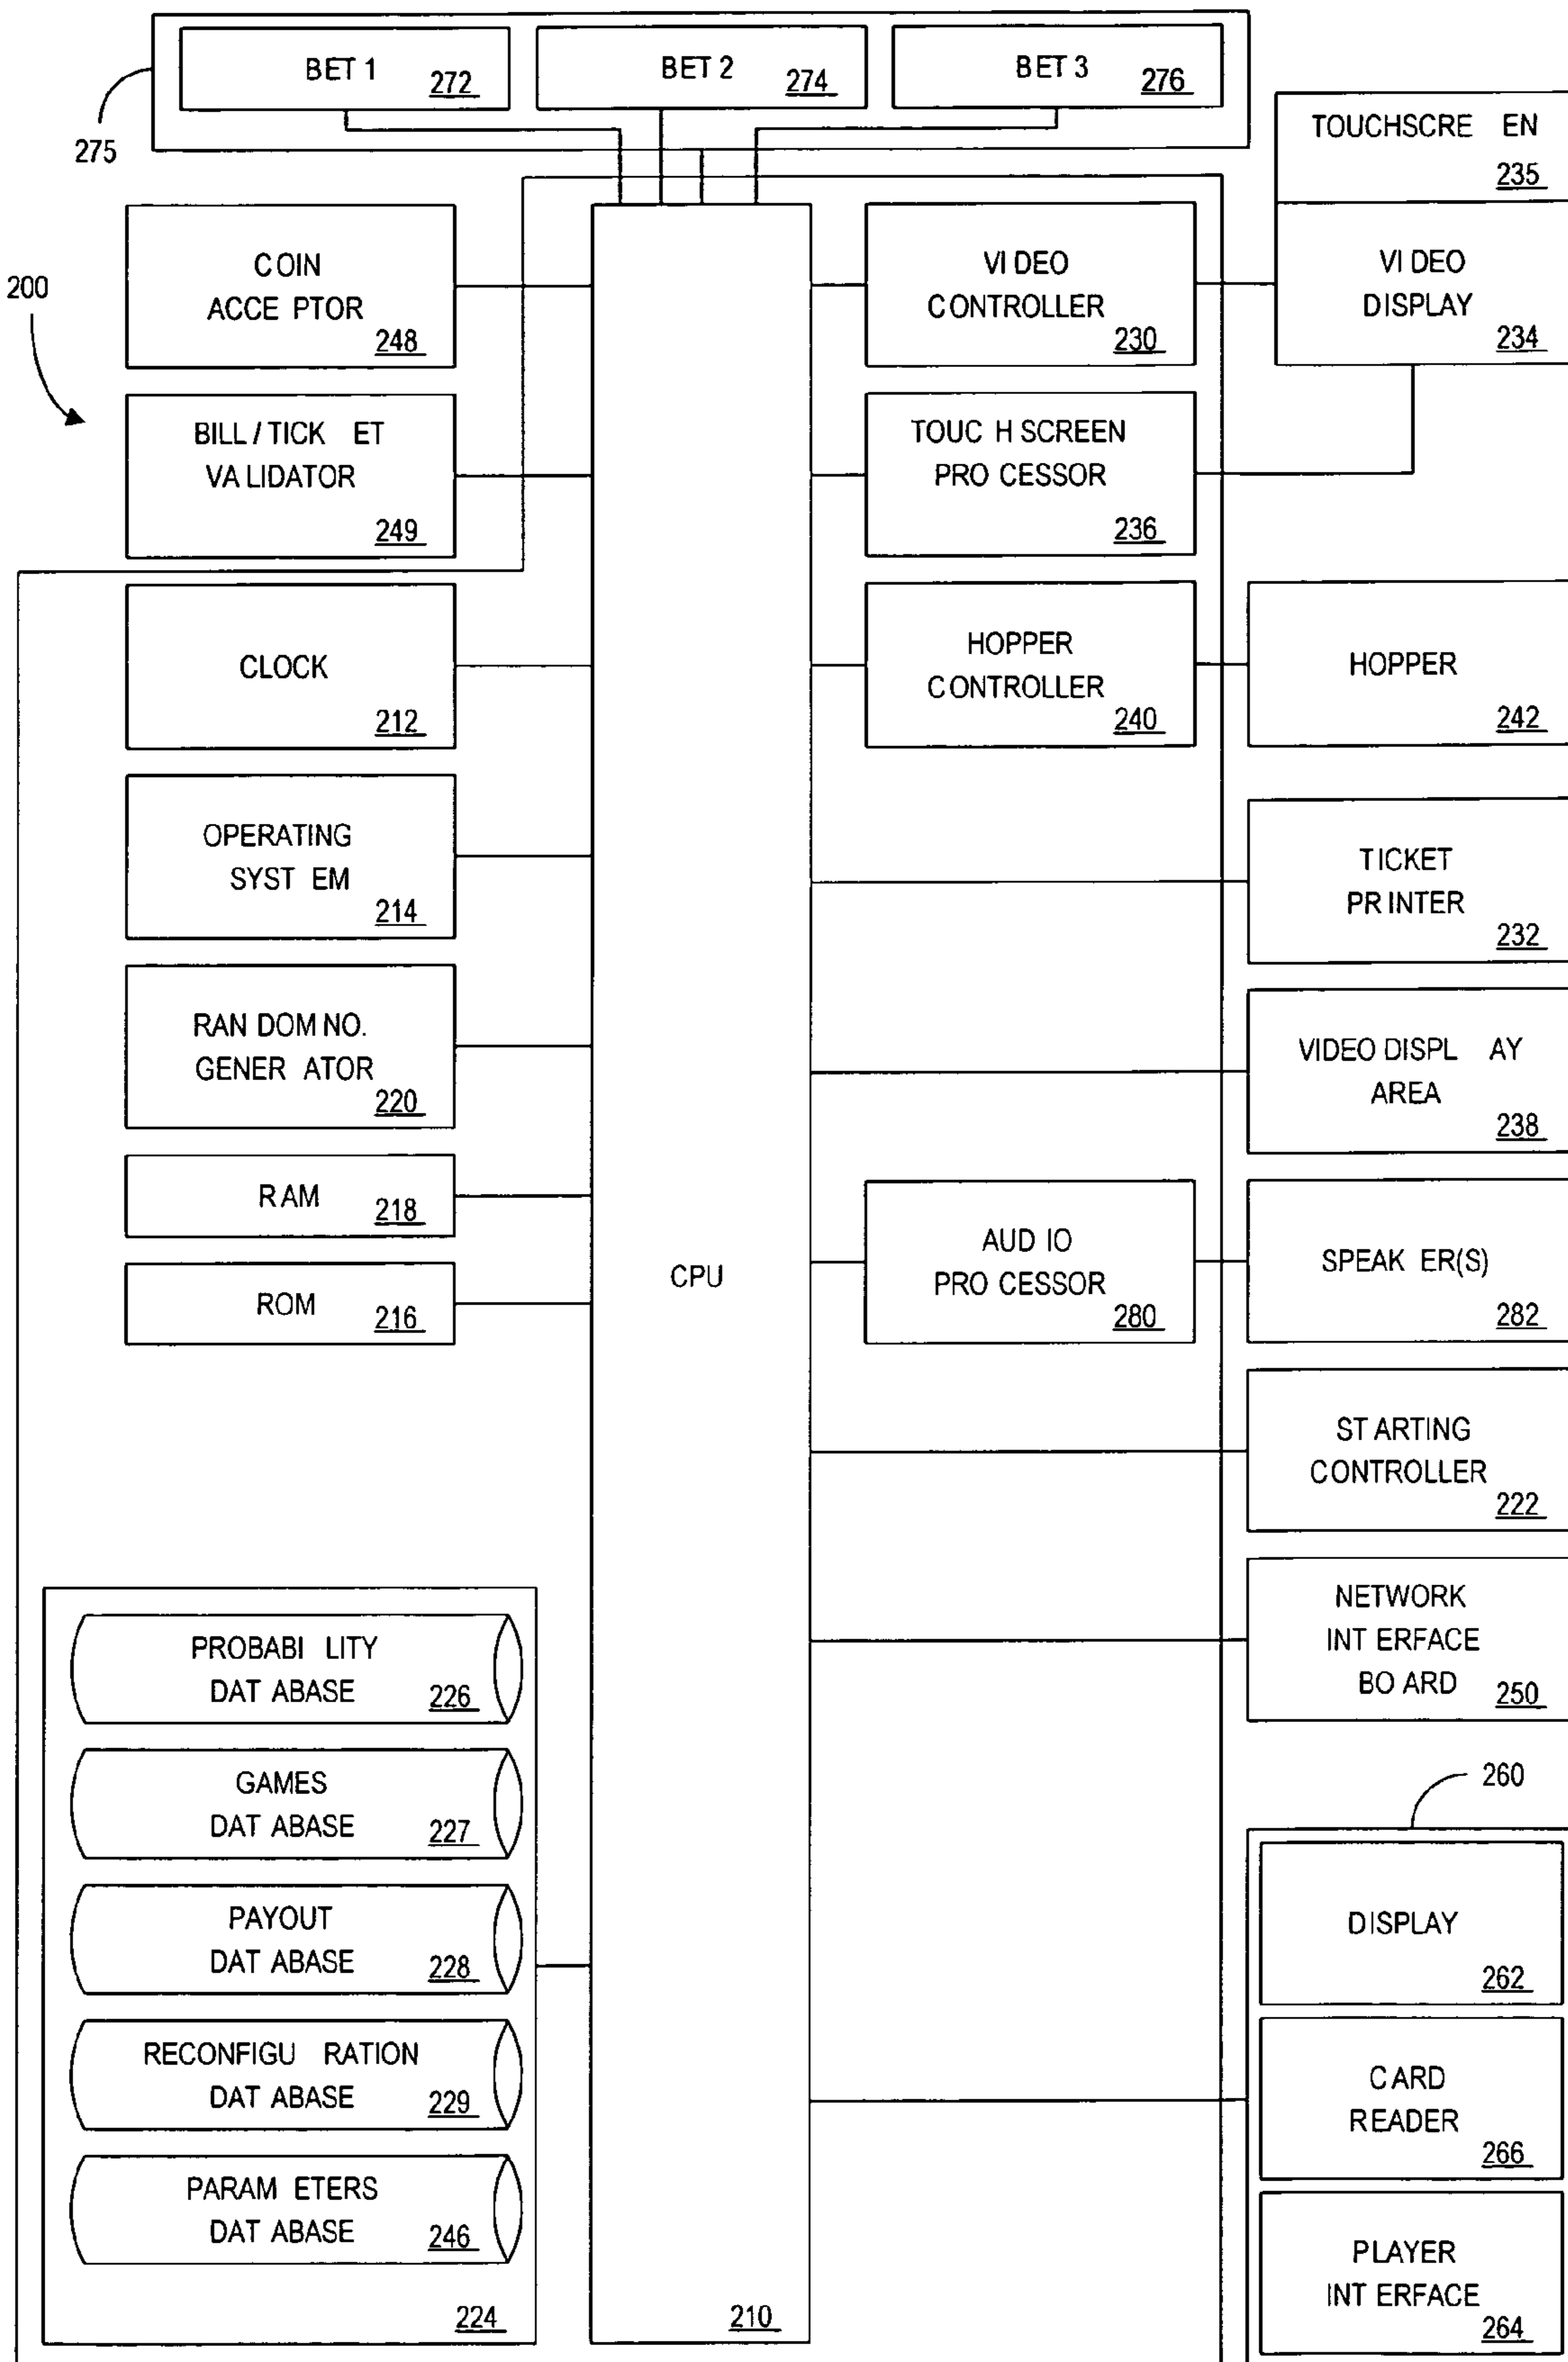 BET 1 272
BET 2 274
BET 3 276
275
TOUCHSCRE EN
235
COIN
ACCE PTOR
248
VI DEO
CONTROLLER
230
VI DEO
DISPLAY
234
200
BILL / TICK ET
VA LIDATOR
249
TOUC H SCREEN
PRO CESSOR
236
CLOCK
212
HOPPER
CONTROLLER
240
HOPPER
242
OPERATING
SYST EM
214
TICKET
PR INTER
232
RAN DOM NO.
GENER ATOR
220
VIDEO DISPL AY
AREA
238
RAM 218
ROM 216
CPU
AUD IO
PRO CESSOR
280
SPEAK ER(S)
282
ST ARTING
CONTROLLER
222
NETWORK
INT ERFACE
BO ARD 250
PROBABI LITY
DAT ABASE 226
GAMES
DAT ABASE 227
PAYOUT
DAT ABASE 228
RECONFIGU RATION
DAT ABASE 229
PARAM ETERS
DAT ABASE 246
224
210
260
DISPLAY
262
CARD
READER
266
PLAYER
INT ERFACE
264